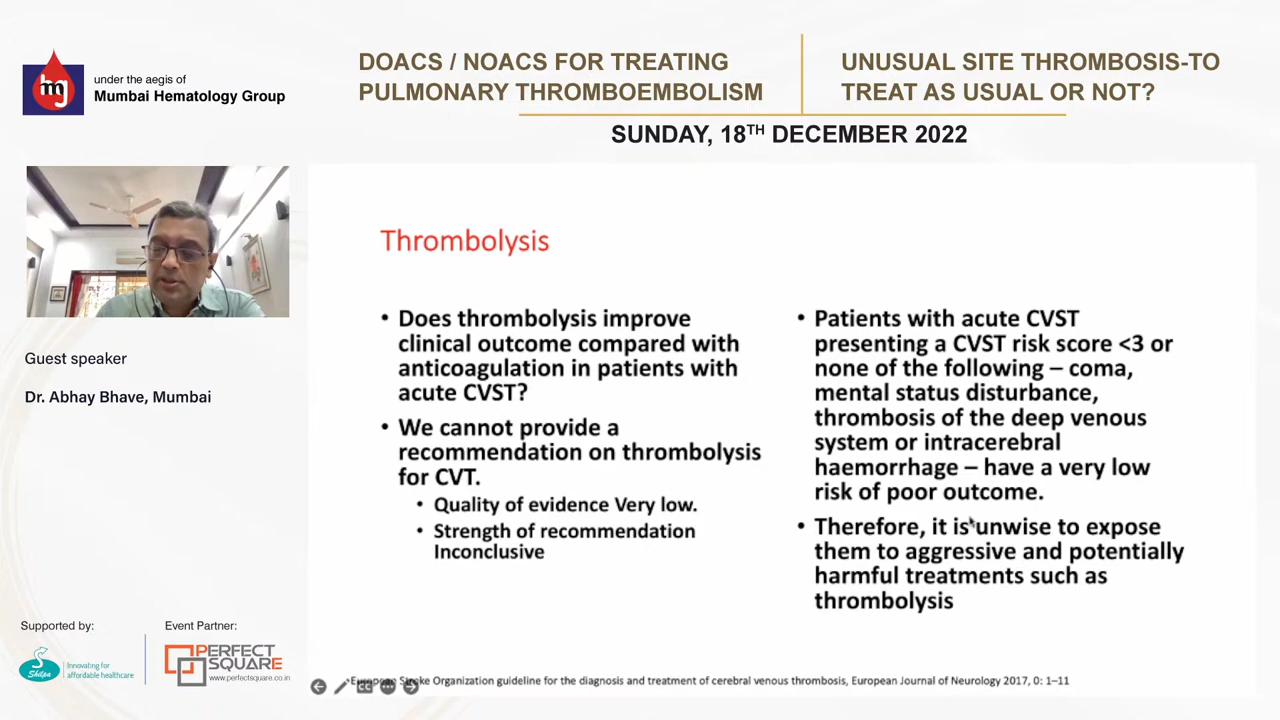 DOACS / NOACS FOR TREATING
PULMONARY THROMBOEMBOLISM
UNUSUAL SITE THROMBOSIS-TO
TREAT AS USUAL OR NOT?
SUNDAY, 18TH DECEMBER 2022
mg
under the aegis of
Mumbai Hematology Group
Guest speaker
Dr. Abhay Bhave, Mumbai
Thrombolysis
• Does thrombolysis improve
clinical outcome compared with
anticoagulation in patients with
acute CVST?
• We cannot provide a
recommendation on thrombolysis
for CVT.
• Quality of evidence Very low.
• Strength of recommendation
Inconclusive
• Patients with acute CVST
presenting a CVST risk score <3 or
none of the following – coma,
mental status disturbance,
thrombosis of the deep venous
system or intracerebral
haemorrhage – have a very low
risk of poor outcome.
• Therefore, it is unwise to expose
them to aggressive and potentially
harmful treatments such as
thrombolysis
European Stroke Organization guideline for the diagnosis and treatment of cerebral venous thrombosis, European Journal of Neurology 2017, 0: 1–11
Supported by:
Shilpa
Innovating for
affordable healthcare
Event Partner:
PERFECT
SQUARE
www.perfectsquare.co.in